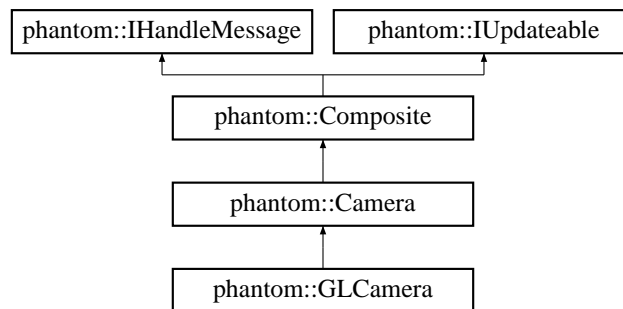 phantom::IHandleMessage
phantom::IUpdateable
phantom::Composite
phantom::Camera
phantom::GLCamera